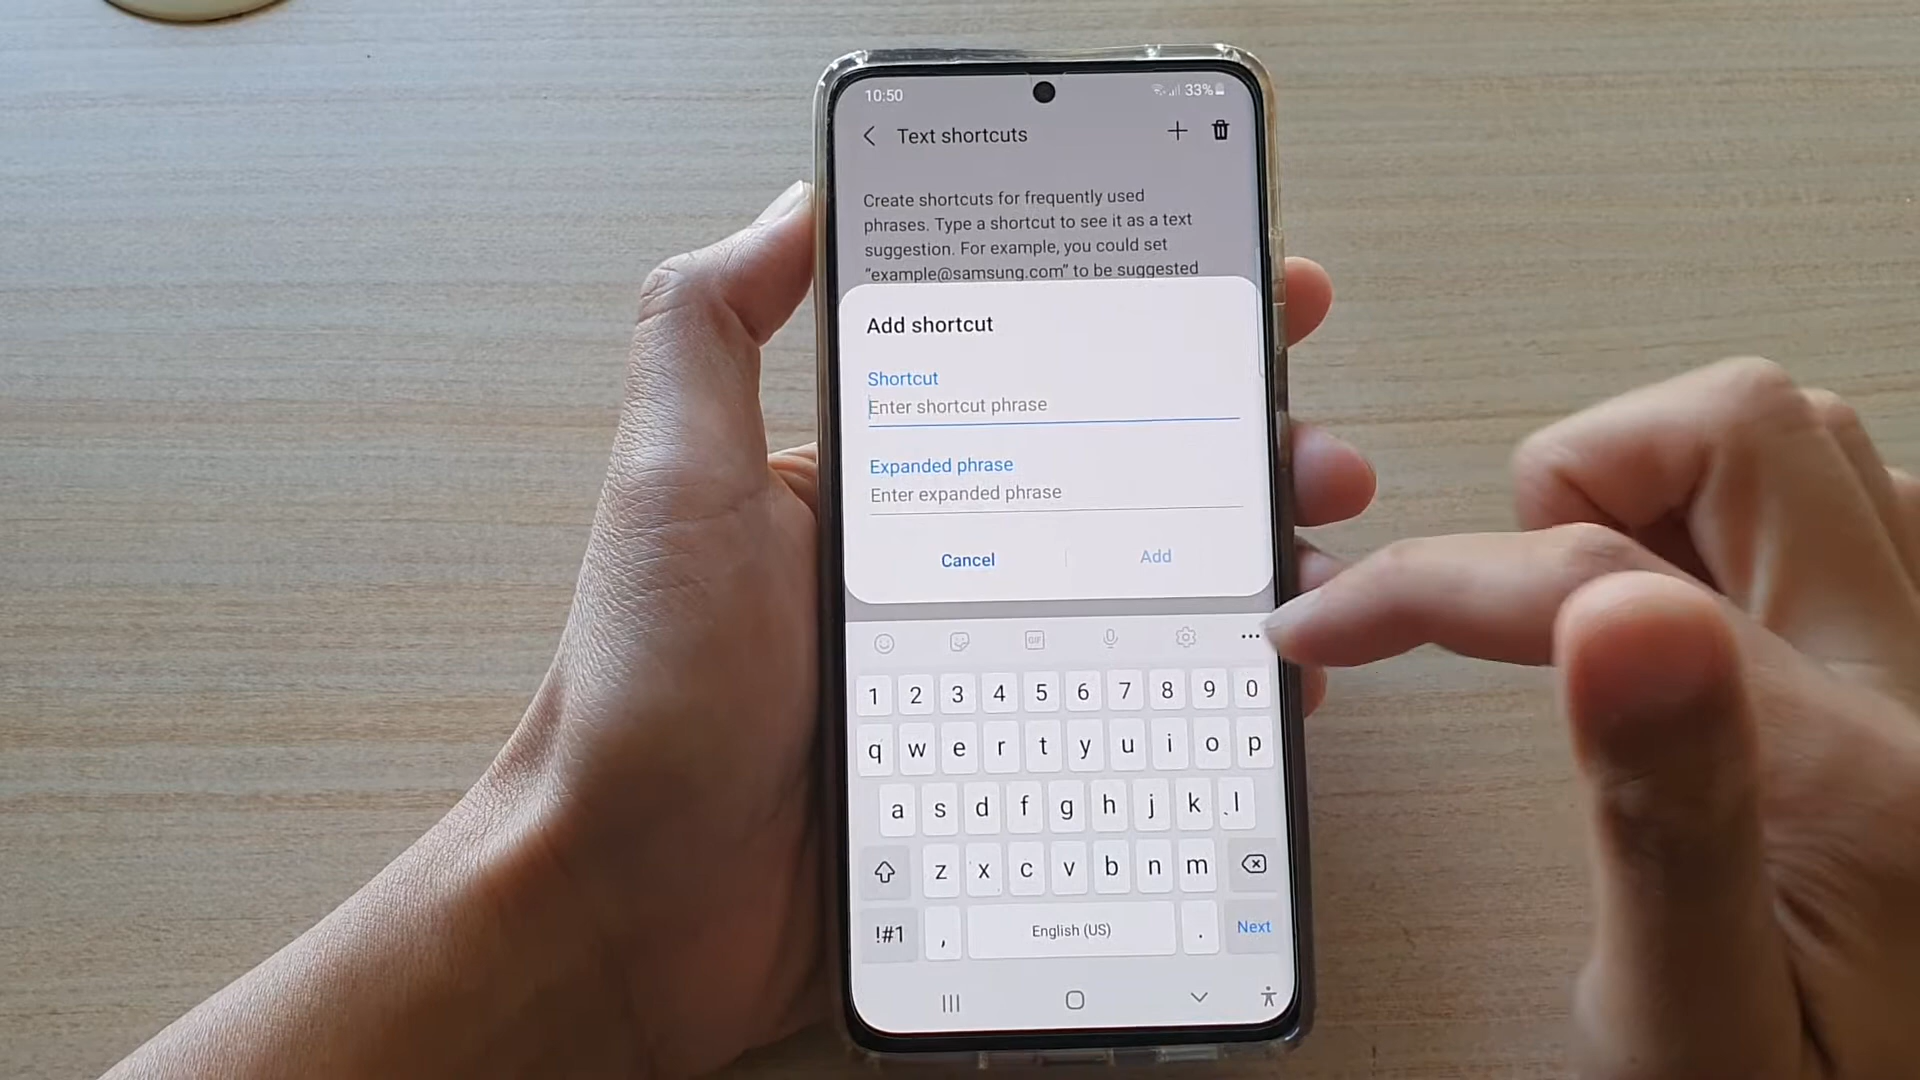 10:50 33%
Text shortcuts
Create shortcuts for frequently used
phrases. Type a shortcut to see it as a text
suggestion. For example, you could set
"example@samsung.com" to be suggested
Add shortcut
Shortcut
Enter shortcut phrase
Expanded phrase
Enter expanded phrase
Cancel Add
GIF
1 2 3 4 5 6 7 8 9 0
q w e r t y u i o p
a s d f g h j k l
z x c v b n m
!#1 , English (US) . Next